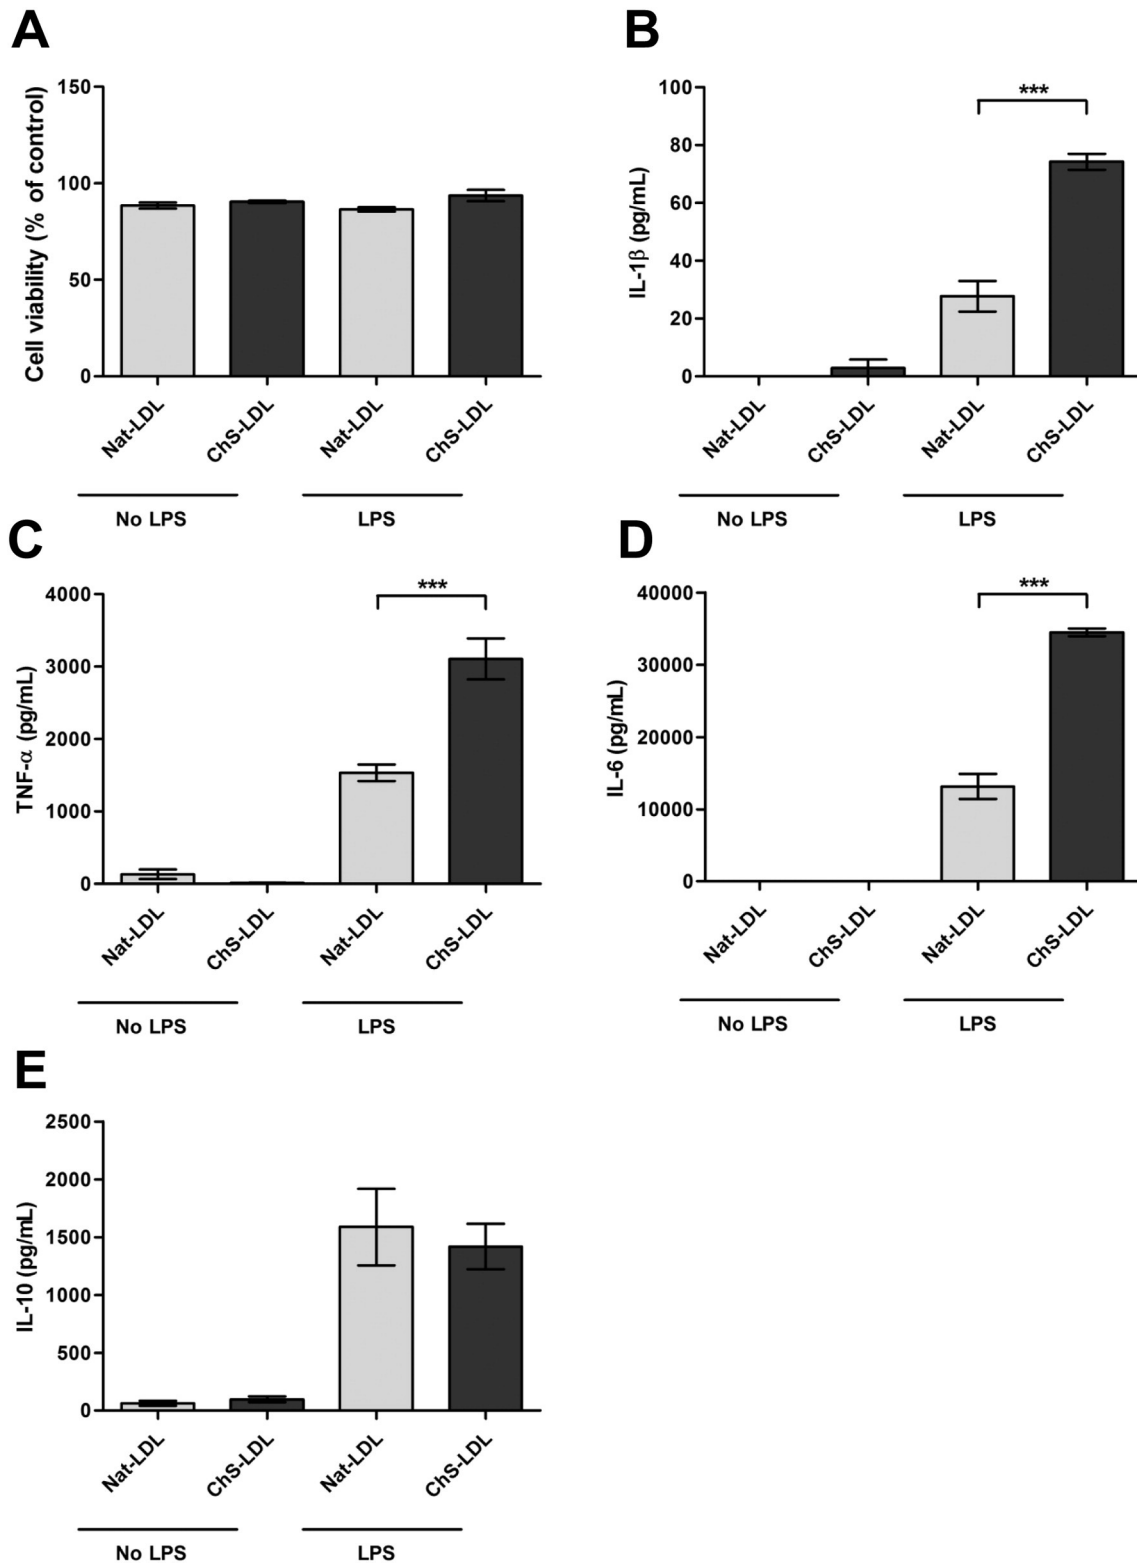 A
Cell viability (% of control)
150
100
50
0
Nat-LDL
ChS-LDL
Nat-LDL
ChS-LDL
No LPS
LPS
B
IL-1β (pg/mL)
100
80
60
40
20
0
***
Nat-LDL
ChS-LDL
Nat-LDL
ChS-LDL
No LPS
LPS
C
TNF-α (pg/mL)
4000
3000
2000
1000
0
***
Nat-LDL
ChS-LDL
Nat-LDL
ChS-LDL
No LPS
LPS
D
IL-6 (pg/mL)
40000
30000
20000
10000
0
***
Nat-LDL
ChS-LDL
Nat-LDL
ChS-LDL
No LPS
LPS
E
IL-10 (pg/mL)
2500
2000
1500
1000
500
0
Nat-LDL
ChS-LDL
Nat-LDL
ChS-LDL
No LPS
LPS